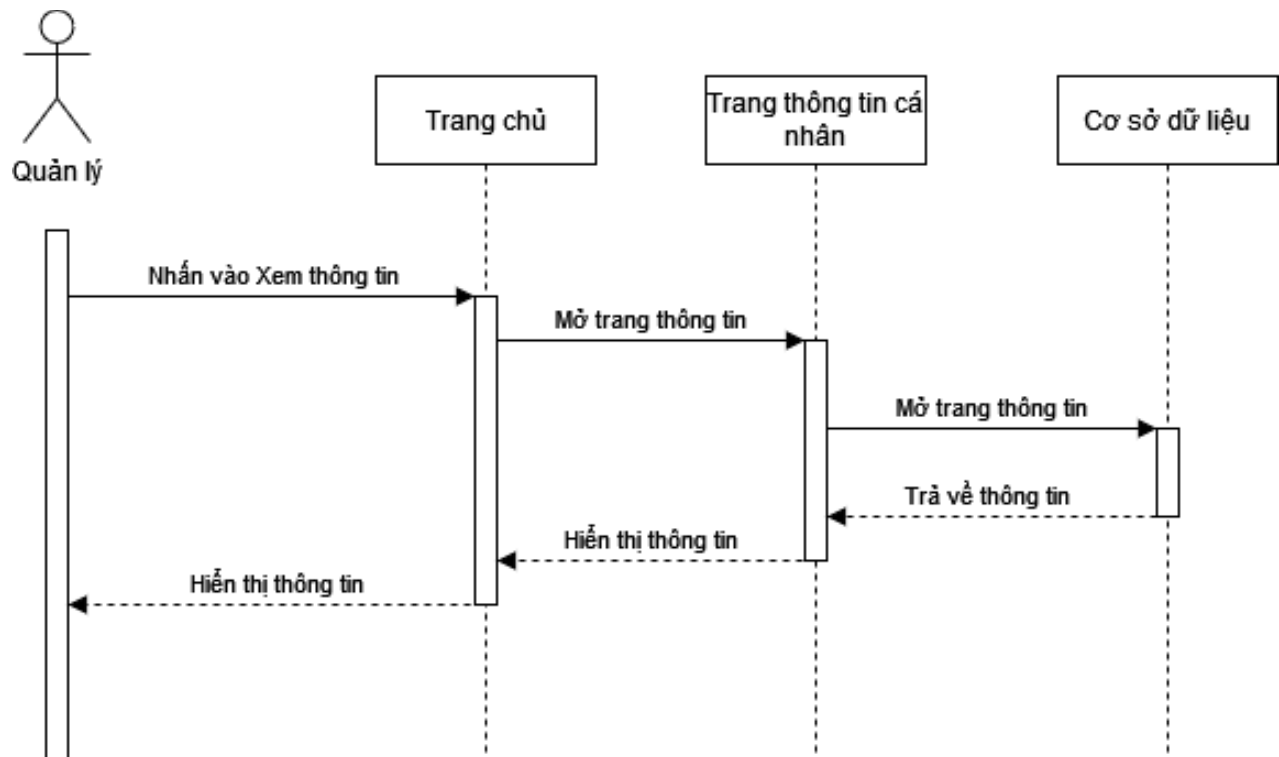 Quản lý
Trang chủ
Trang thông tin cá
nhân
Cơ sở dữ liệu
Nhấn vào Xem thông tin
Mở trang thông tin
Mở trang thông tin
Trả về thông tin
Hiển thị thông tin
Hiển thị thông tin